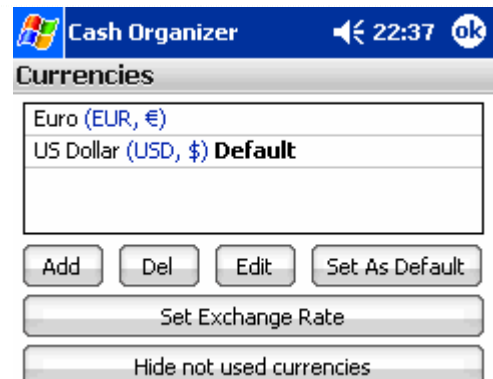 Cash Organizer 22:37 ok
Currencies
Euro (EUR, €)
US Dollar (USD, $) Default
Add Del Edit Set As Default
Set Exchange Rate
Hide not used currencies